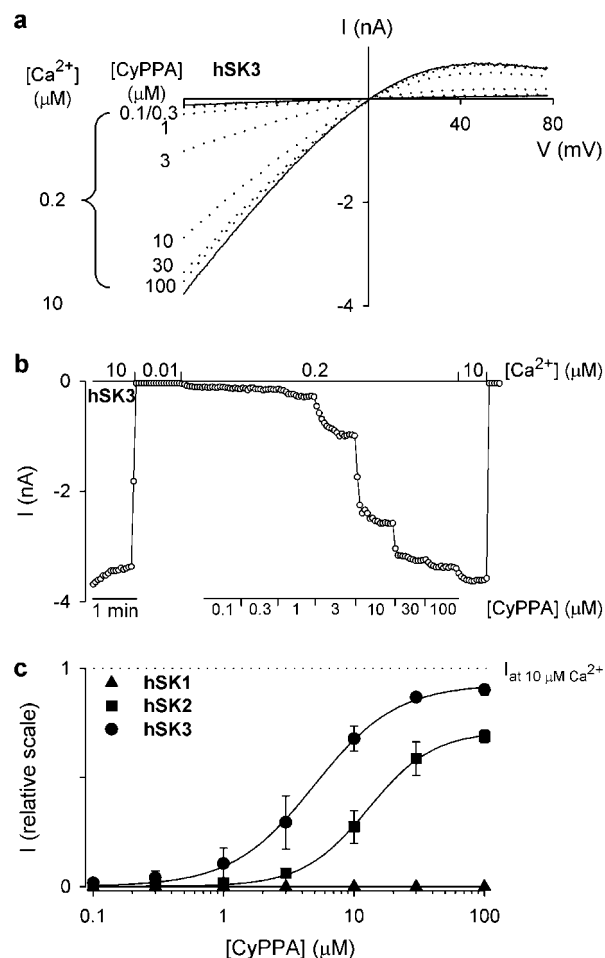 a
I (nA)
[Ca²⁺] [CyPPA] hSK3
(μM) (μM)
0.1/0.3
1
3
0.2
10
30
100
10
40 80
V (mV)
-2
-4
b
10 0.01 0.2 10 [Ca²⁺] (μM)
hSK3
0
-2
-4
I (nA)
1 min
0.1 0.3 1 3 10 30 100 [CyPPA] (μM)
c
1
I at 10 μM Ca²⁺
hSK1
hSK2
hSK3
I (relative scale)
0
0.1 1 10 100
[CyPPA] (μM)